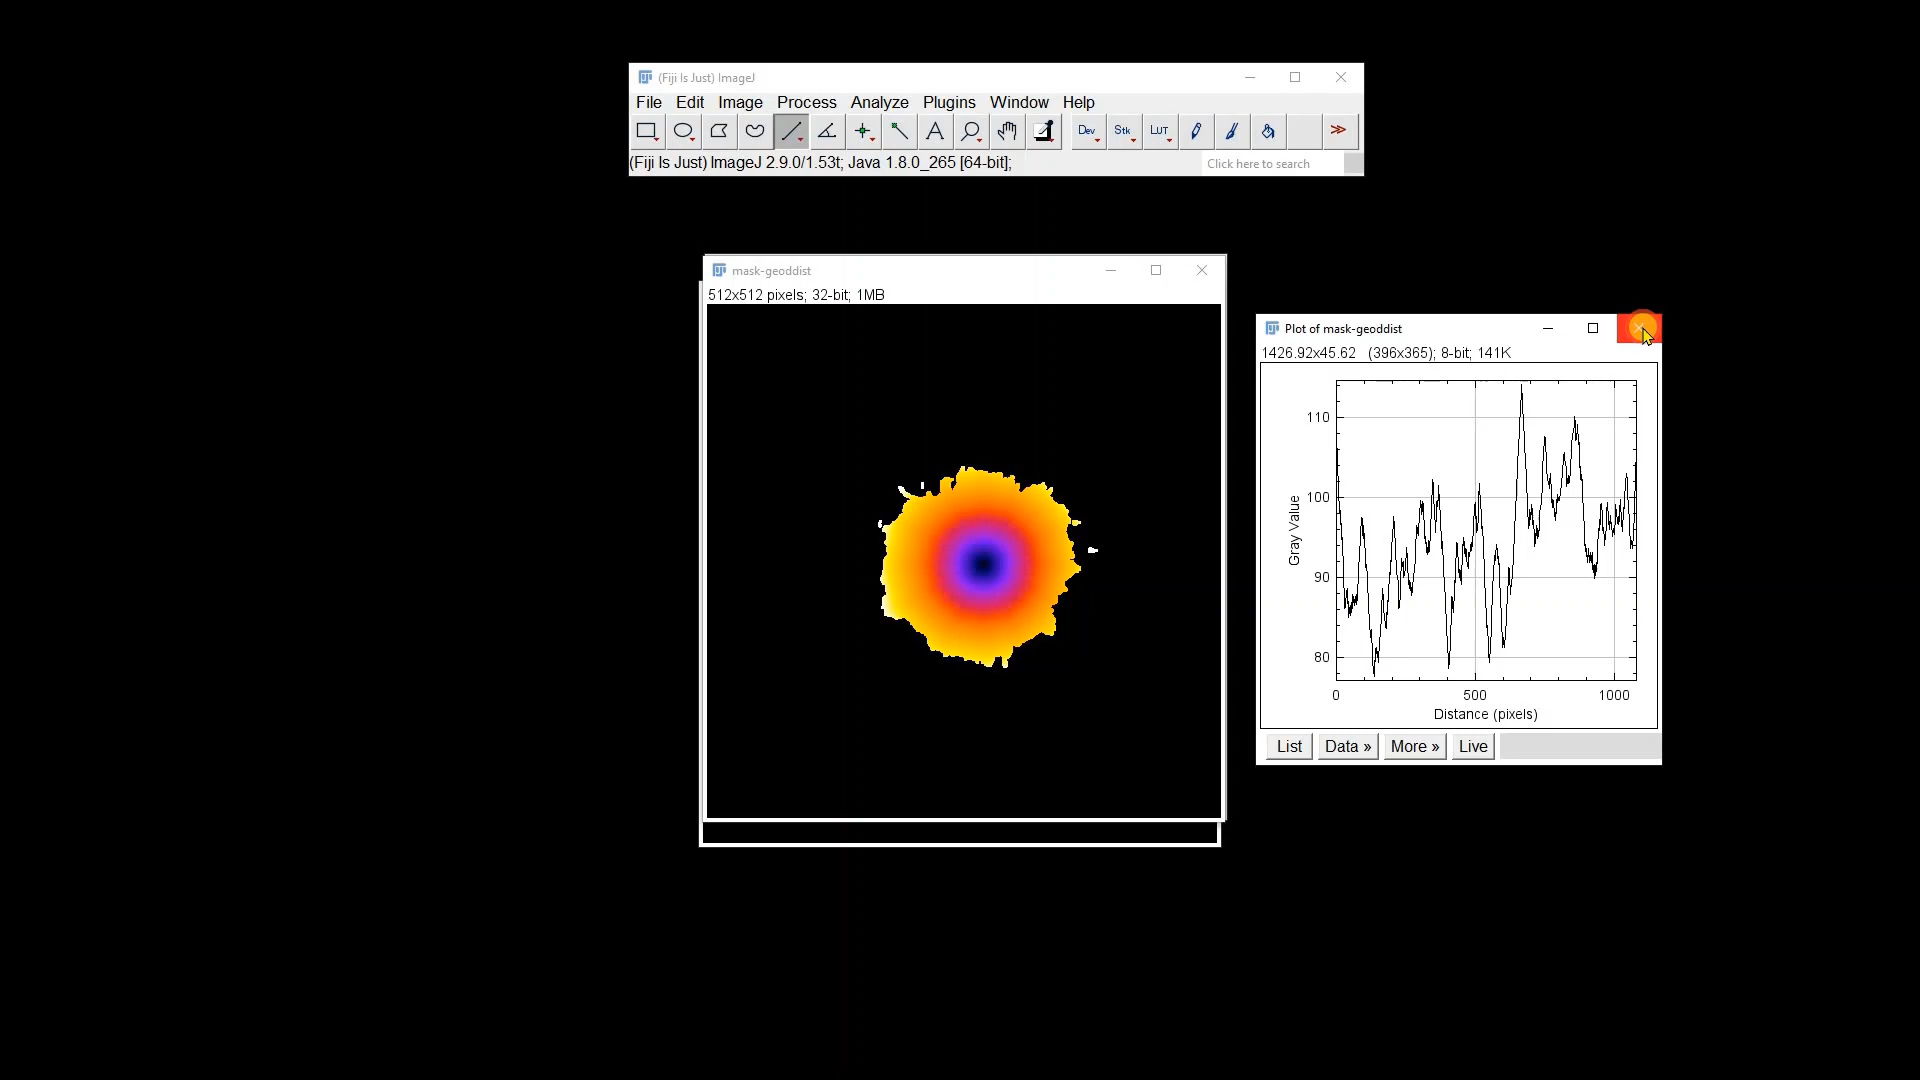 (Fiji Is Just) ImageJ
File Edit Image Process Analyze Plugins Window Help
Dev Stk LUT >>
(Fiji Is Just) ImageJ 2.9.0/1.53t; Java 1.8.0_265 [64-bit];
Click here to search
mask-geoddist
512x512 pixels; 32-bit; 1MB
Plot of mask-geoddist
1426.92x45.62 (396x365); 8-bit; 141K
110
100
90
80
Gray Value
0 500 1000
Distance (pixels)
List Data » More » Live